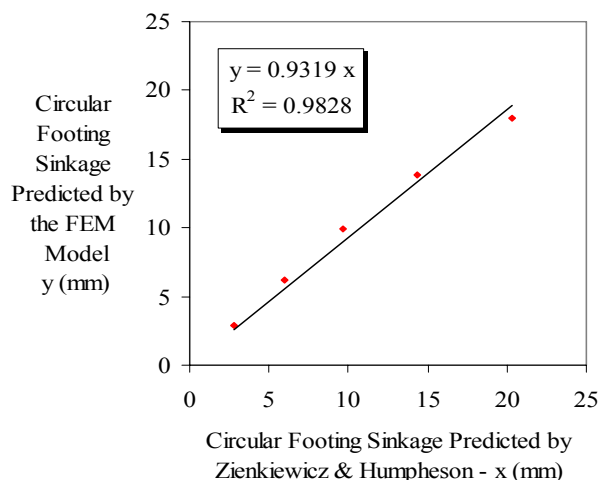 y = 0.9319 x
R² = 0.9828
Circular
Footing
Sinkage
Predicted by
the FEM
Model
y (mm)
25
20
15
10
5
0
0 5 10 15 20 25
Circular Footing Sinkage Predicted by
Zienkiewicz & Humpheson - x (mm)